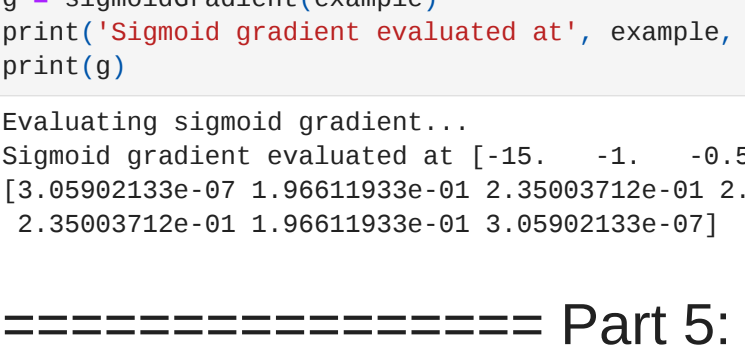 g = sigmoidGradient(example)
print('Sigmoid gradient evaluated at', example,
print(g)
Evaluating sigmoid gradient...
Sigmoid gradient evaluated at [-15. -1. -0.5
[3.05902133e-07 1.96611933e-01 2.35003712e-01 2.
2.35003712e-01 1.96611933e-01 3.05902133e-07]
================ Part 5: